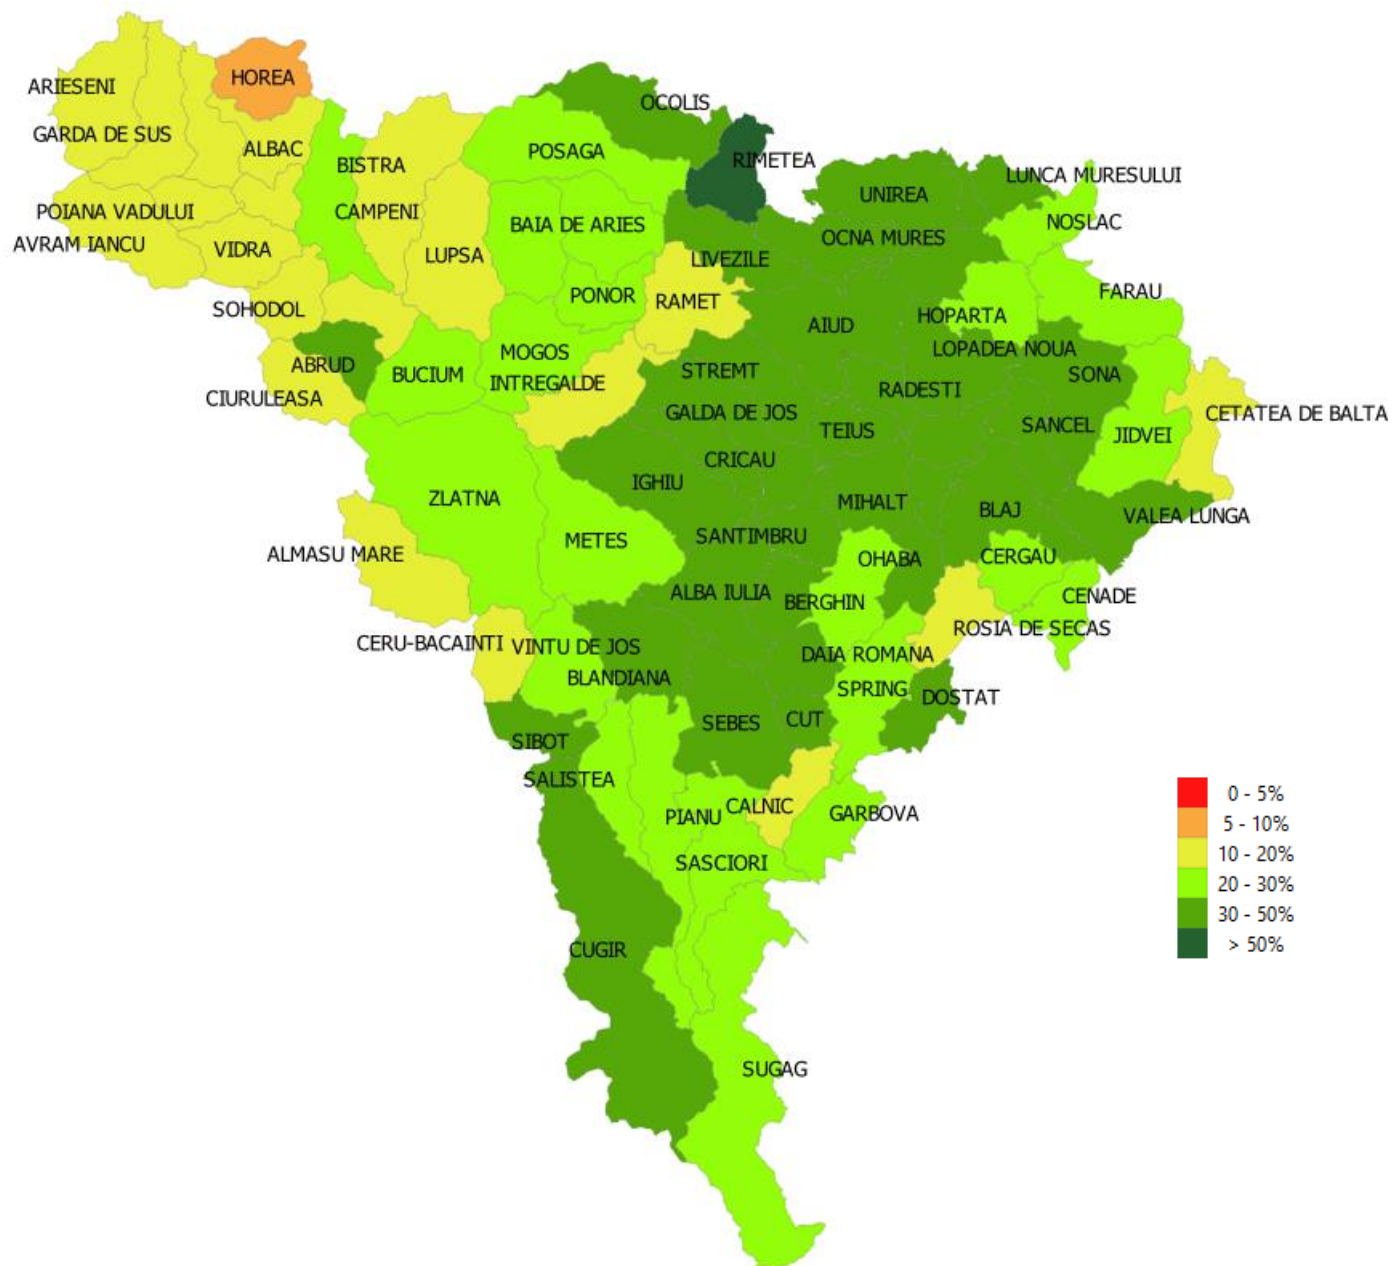 HOREA
ARIESENI
OCOLIS
GARDA DE SUS
ALBAC
BISTRA
POSAGA
RIMETEA
LUNCA MURESULUI
UNIREA
POIANA VADULUI
CAMPENI
BAIA DE ARIES
NOSLAC
AVRAM IANCU
VIDRA
LUPSA
OCNA MURES
LIVEZILE
SOHODOL
PONOR
RAMET
FARAU
HOPARTA
AIUD
ABRUD
BUCIUM
MOGOS
LOPADEA NOUA
INTREGALDE
STREMT
SONA
CIURULEASA
RADESTI
GALDA DE JOS
CETATEA DE BALTA
TEIUS
SANCEL
JIDVEI
CRICAU
IGHIU
ZLATNA
MIHALT
BLAJ
VALEA LUNGA
METES
SANTIMBRU
ALMASU MARE
OHABA
CERGAU
ALBA IULIA
BERGHIN
CENADE
CERU-BACAINTI
VINTU DE JOS
ROSIA DE SECAS
DAIA ROMANA
BLANDIANA
SPRING
DOSTAT
SEBES
CUT
SIBOT
SALISTEA
CALNIC
PIANU
GARBOVA
SASCIORI
CUGIR
SUGAG
0 - 5%
5 - 10%
10 - 20%
20 - 30%
30 - 50%
> 50%